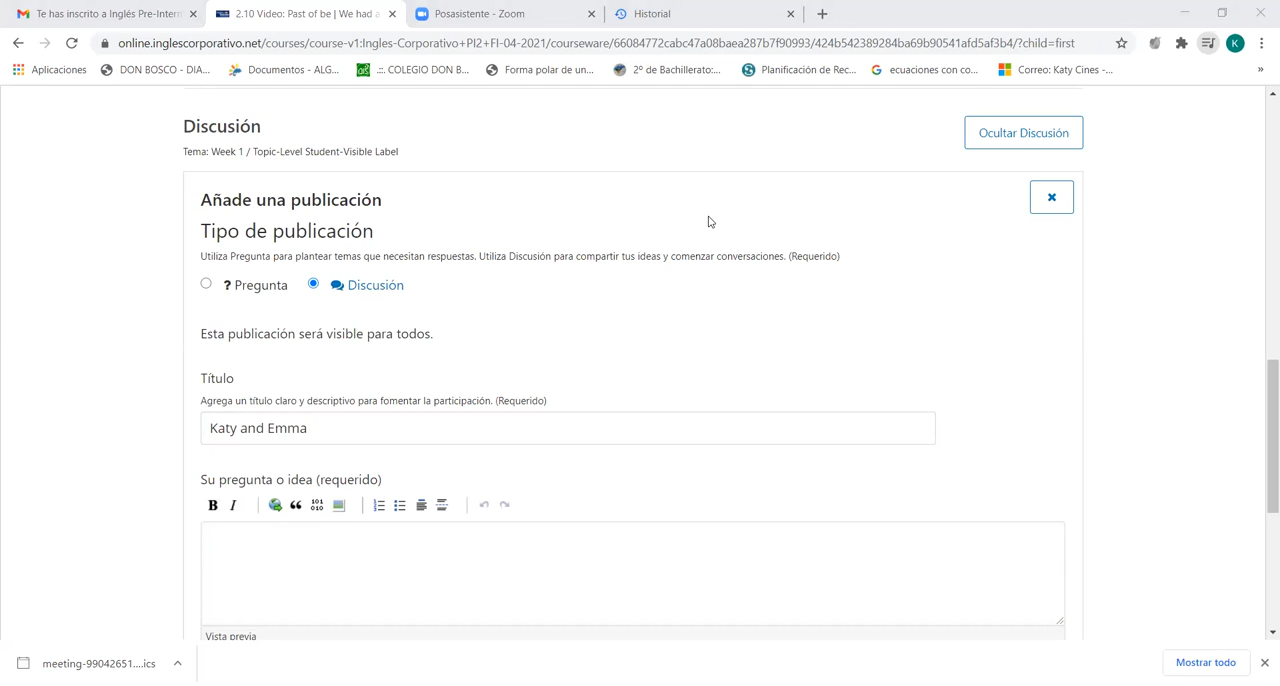 Te has inscrito a Inglés Pre-Interm
2.10 Video: Past of be | We had a
Posasistente - Zoom
Historial
online.inglescorporativo.net/courses/course-v1:Ingles-Corporativo+PI2+FI-04-2021/courseware/66084772cabc47a08baea287b7f90993/424b542389284ba69b90541afd5af3b4/?child=first
K
Aplicaciones
DON BOSCO - DIA...
Documentos - ALG...
.::. COLEGIO DON B...
Forma polar de un...
2º de Bachillerato:...
Planificación de Rec...
ecuaciones con co...
Correo: Katy Cines -...
»
Discusión
Ocultar Discusión
Tema: Week 1 / Topic-Level Student-Visible Label
Añade una publicación
Tipo de publicación
Utiliza Pregunta para plantear temas que necesitan respuestas. Utiliza Discusión para compartir tus ideas y comenzar conversaciones. (Requerido)
? Pregunta
Discusión
Esta publicación será visible para todos.
Título
Agrega un título claro y descriptivo para fomentar la participación. (Requerido)
Katy and Emma
Su pregunta o idea (requerido)
B I
101
010
Vista previa
meeting-99042651....ics
Mostrar todo